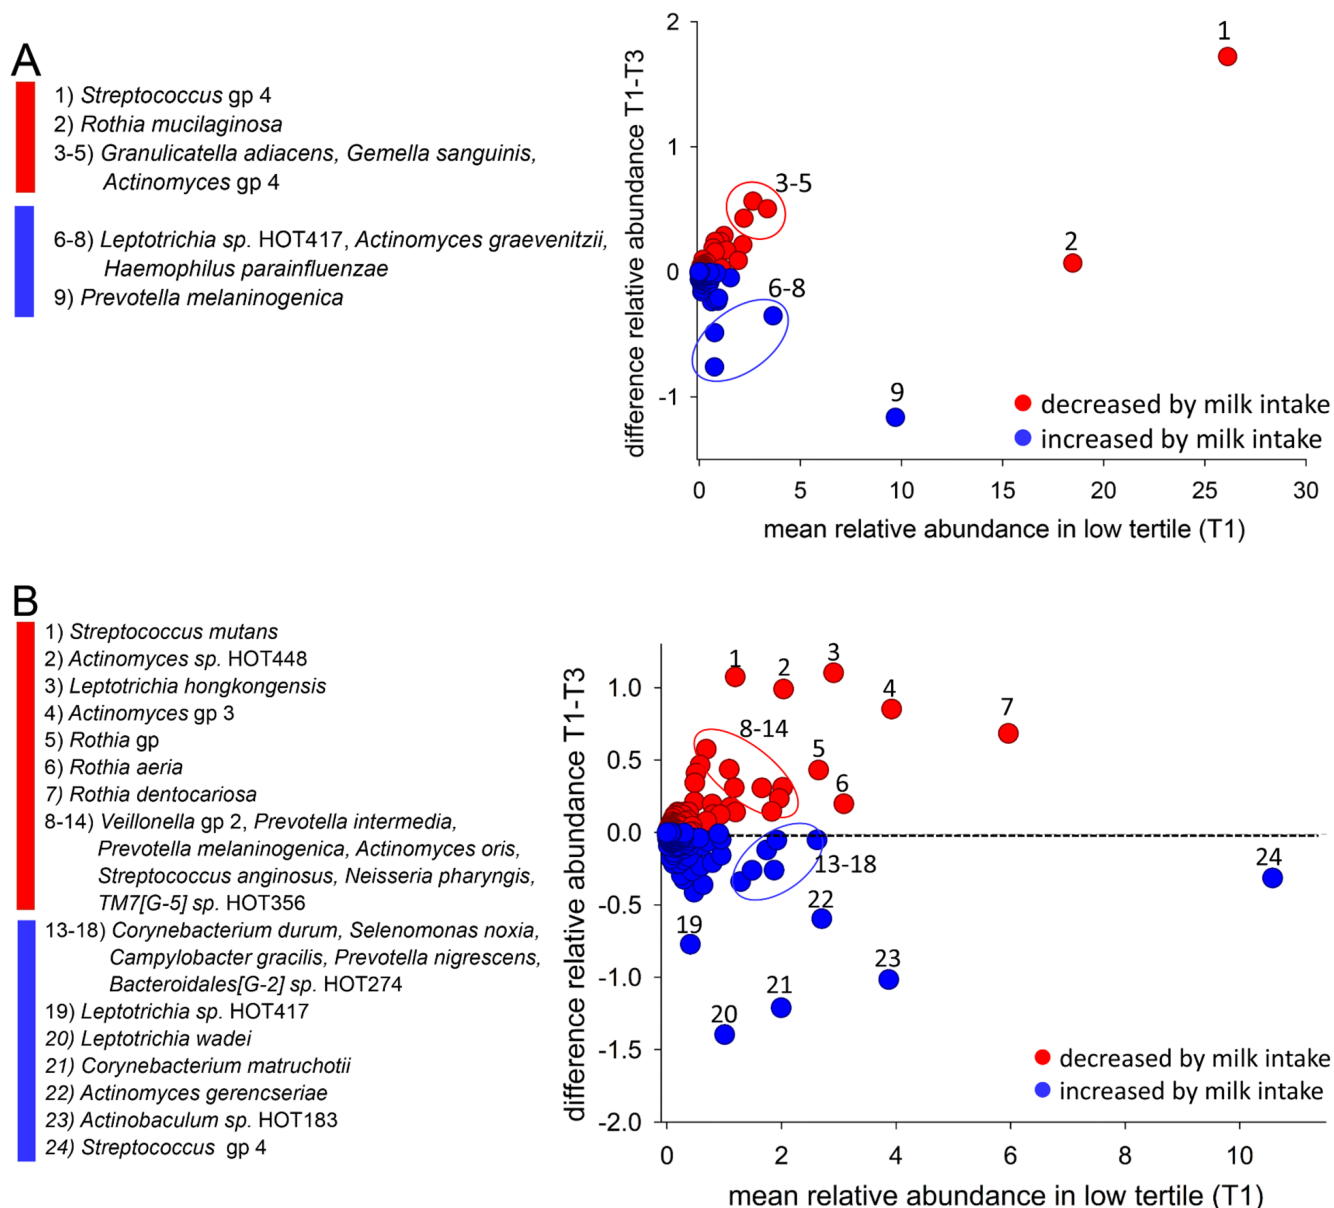 A
1) Streptococcus gp 4
2) Rothia mucilaginosa
3-5) Granulicatella adiacens, Gemella sanguinis,
Actinomyces gp 4
6-8) Leptotrichia sp. HOT417, Actinomyces graevenitzii,
Haemophilus parainfluenzae
9) Prevotella melaninogenica
difference relative abundance T1-T3
2
1
0
-1
1
3-5
2
6-8
9
decreased by milk intake
increased by milk intake
0 5 10 15 20 25 30
mean relative abundance in low tertile (T1)
B
1) Streptococcus mutans
2) Actinomyces sp. HOT448
3) Leptotrichia hongkongensis
4) Actinomyces gp 3
5) Rothia gp
6) Rothia aeria
7) Rothia dentocariosa
8-14) Veillonella gp 2, Prevotella intermedia,
Prevotella melaninogenica, Actinomyces oris,
Streptococcus anginosus, Neisseria pharyngis,
TM7[G-5] sp. HOT356
13-18) Corynebacterium durum, Selenomonas noxia,
Campylobacter gracilis, Prevotella nigrescens,
Bacteroidales[G-2] sp. HOT274
19) Leptotrichia sp. HOT417
20) Leptotrichia wadei
21) Corynebacterium matruchotii
22) Actinomyces gerencseriae
23) Actinobaculum sp. HOT183
24) Streptococcus gp 4
difference relative abundance T1-T3
1.0
0.5
0.0
-0.5
-1.0
-1.5
-2.0
1
2
3
4
7
8-14
5
6
13-18
24
22
19
23
21
20
decreased by milk intake
increased by milk intake
0 2 4 6 8 10
mean relative abundance in low tertile (T1)